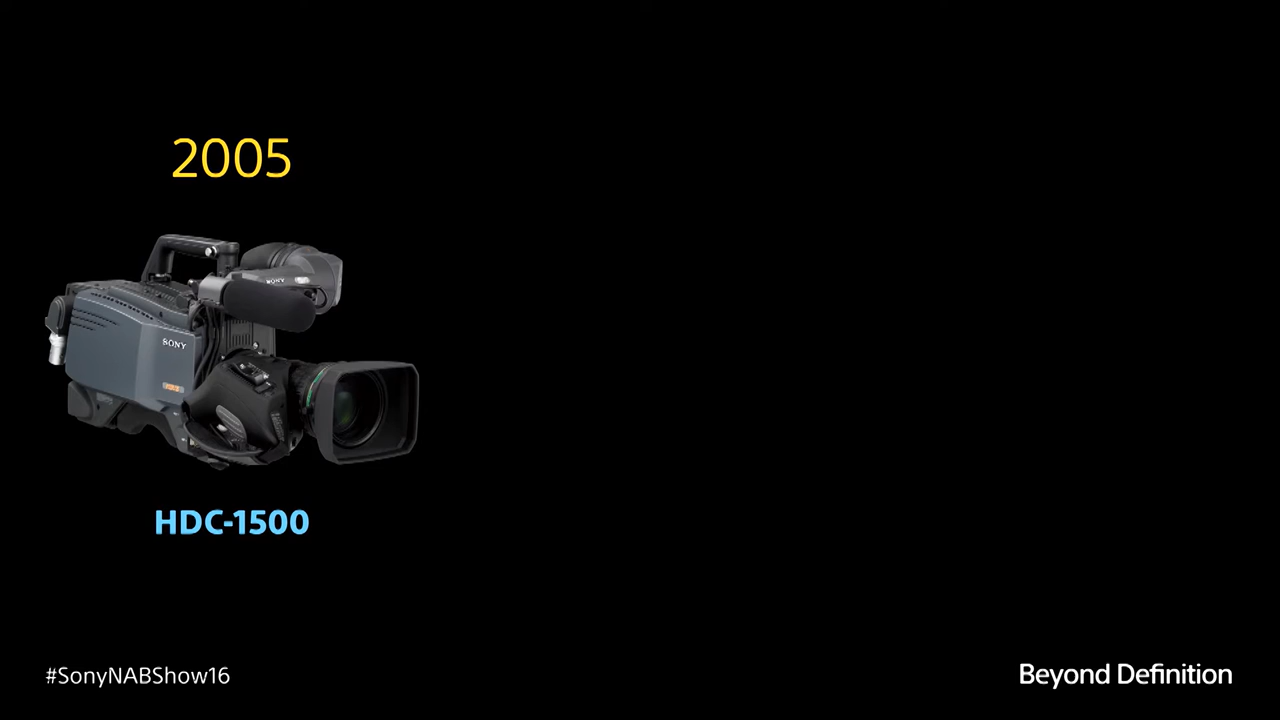 2005
SONY
SONY
HDC-1500
#SonyNABShow16
Beyond Definition